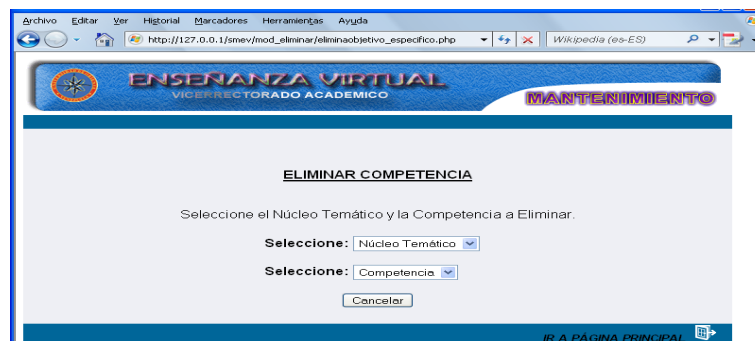 Archivo Editar Ver Historial Marcadores Herramientas Ayuda
http://127.0.0.1/smev/mod_eliminar/eliminaobjetivo_especifico.php Wikipedia (es-ES)
ENSEÑANZA VIRTUAL
VICERRECTORADO ACADEMICO
MANTENIMIENTO
ELIMINAR COMPETENCIA
Seleccione el Núcleo Temático y la Competencia a Eliminar.
Seleccione: Núcleo Temático
Seleccione: Competencia
Cancelar
IR A PÁGINA PRINCIPAL